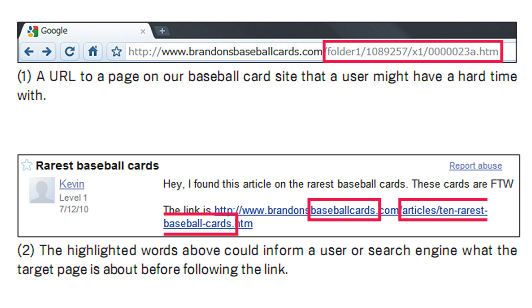 Google
http://www.brandonsbaseballcards.com/folder1/1089257/x1/0000023a.htm
(1) A URL to a page on our baseball card site that a user might have a hard time
with.
Rarest baseball cards
Report abuse
Kevin
Level 1
7/12/10
Hey, I found this article on the rarest baseball cards. These cards are FTW
The link is http://www.brandonsbaseballcards.com/articles/ten-rarest-
baseball-cards.htm
(2) The highlighted words above could inform a user or search engine what the
target page is about before following the link.